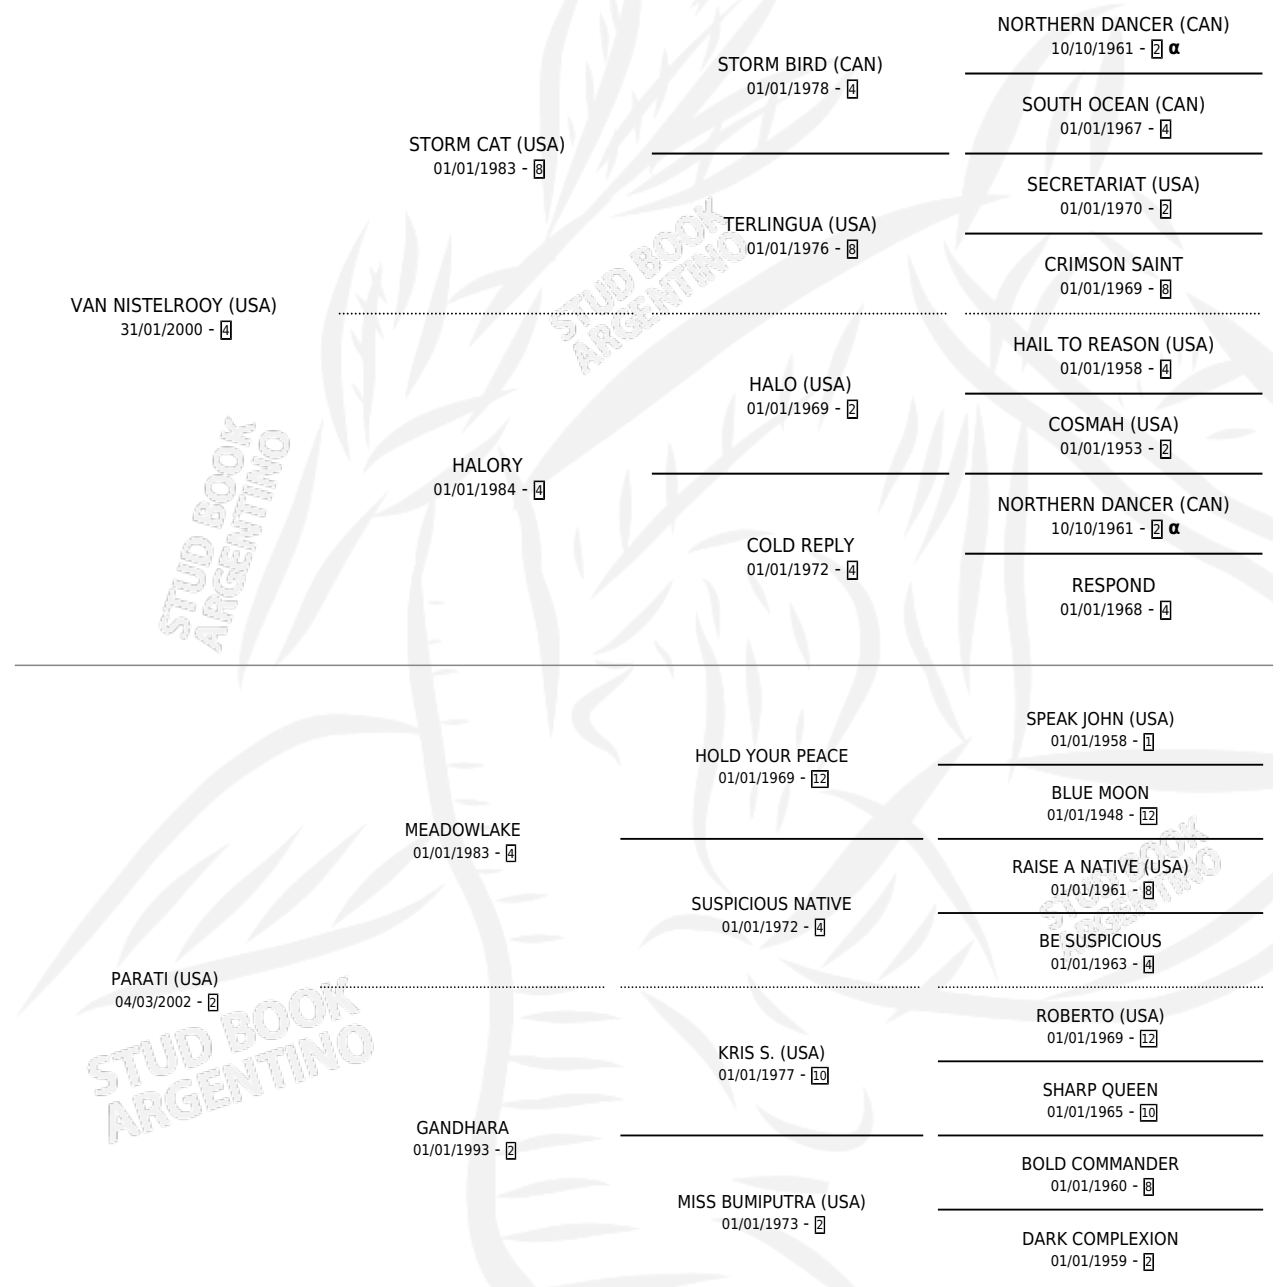 NORTHERN DANCER (CAN)
10/10/1961 - 2 α
STORM BIRD (CAN)
01/01/1978 - 4
SOUTH OCEAN (CAN)
01/01/1967 - 4
STORM CAT (USA)
01/01/1983 - 8
SECRETARIAT (USA)
01/01/1970 - 2
TERLINGUA (USA)
01/01/1976 - 8
CRIMSON SAINT
01/01/1969 - 8
VAN NISTELROOY (USA)
31/01/2000 - 4
HAIL TO REASON (USA)
01/01/1958 - 4
HALO (USA)
01/01/1969 - 2
COSMAH (USA)
01/01/1953 - 2
HALORY
01/01/1984 - 4
NORTHERN DANCER (CAN)
10/10/1961 - 2 α
COLD REPLY
01/01/1972 - 4
RESPOND
01/01/1968 - 4
SPEAK JOHN (USA)
01/01/1958 - 1
HOLD YOUR PEACE
01/01/1969 - 12
BLUE MOON
01/01/1948 - 12
MEADOWLAKE
01/01/1983 - 4
RAISE A NATIVE (USA)
01/01/1961 - 8
SUSPICIOUS NATIVE
01/01/1972 - 4
BE SUSPICIOUS
01/01/1963 - 4
PARATI (USA)
04/03/2002 - 2
ROBERTO (USA)
01/01/1969 - 12
KRIS S. (USA)
01/01/1977 - 10
SHARP QUEEN
01/01/1965 - 10
GANDHARA
01/01/1993 - 2
BOLD COMMANDER
01/01/1960 - 8
MISS BUMIPUTRA (USA)
01/01/1973 - 2
DARK COMPLEXION
01/01/1959 - 2
STUD BOOK
ARGENTINO
STUD BOOK
ARGENTINO
STUD BOOK
ARGENTINO
STUD BOOK
ARGENTINO